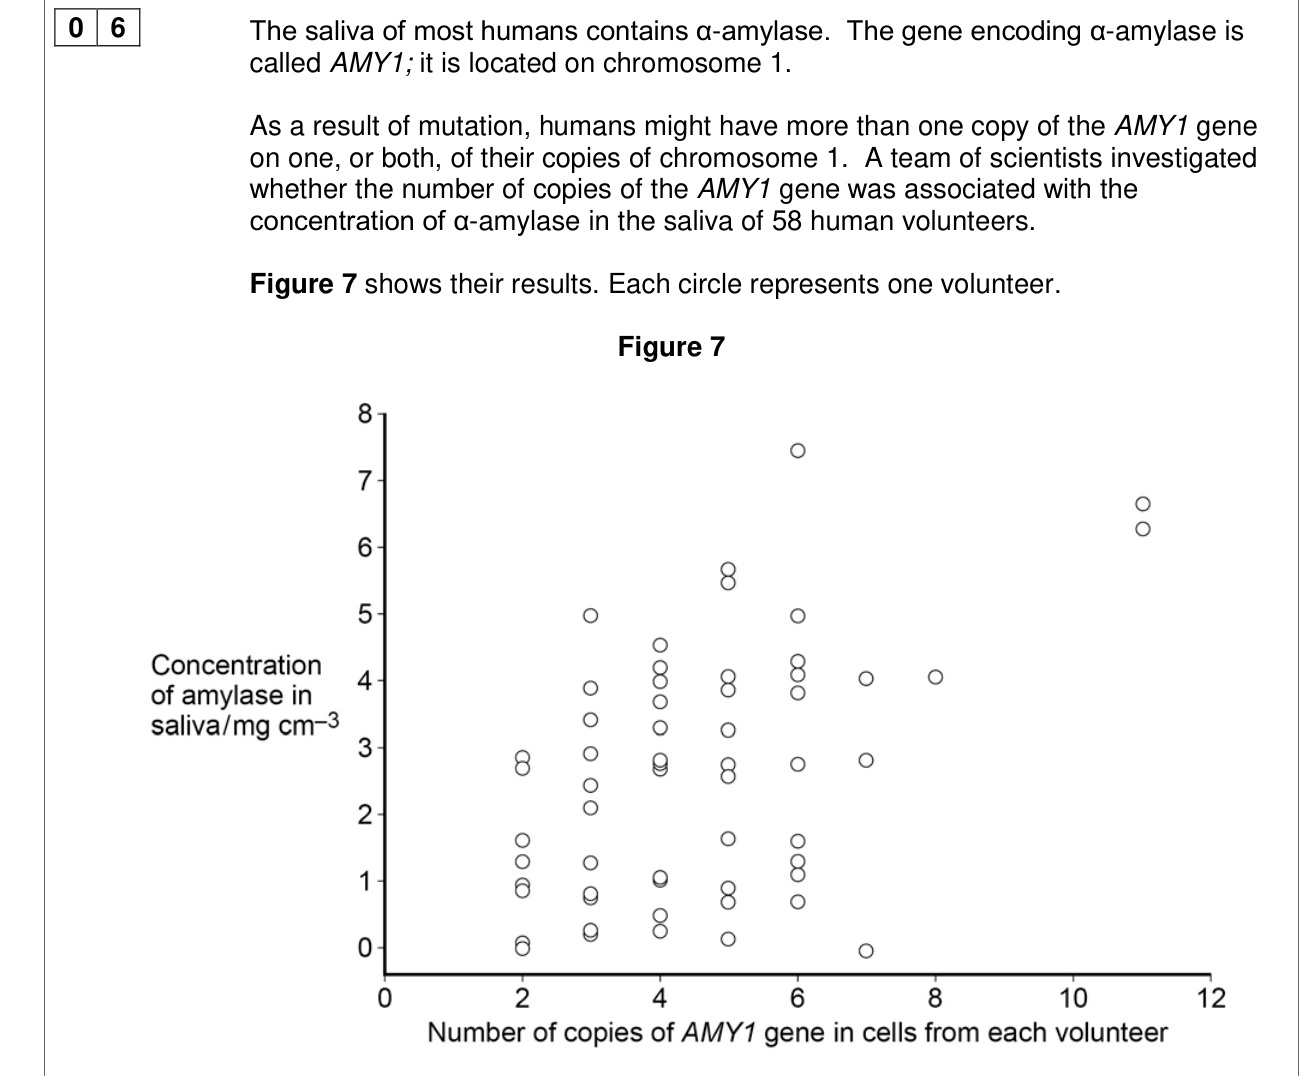 0 6
The saliva of most humans contains α-amylase. The gene encoding α-amylase is
called AMY1; it is located on chromosome 1.
As a result of mutation, humans might have more than one copy of the AMY1 gene
on one, or both, of their copies of chromosome 1. A team of scientists investigated
whether the number of copies of the AMY1 gene was associated with the
concentration of α-amylase in the saliva of 58 human volunteers.
Figure 7 shows their results. Each circle represents one volunteer.
Figure 7
8
7
6
5
4
3
2
1
0
Concentration
of amylase in
saliva/mg cm–3
0 2 4 6 8 10 12
Number of copies of AMY1 gene in cells from each volunteer